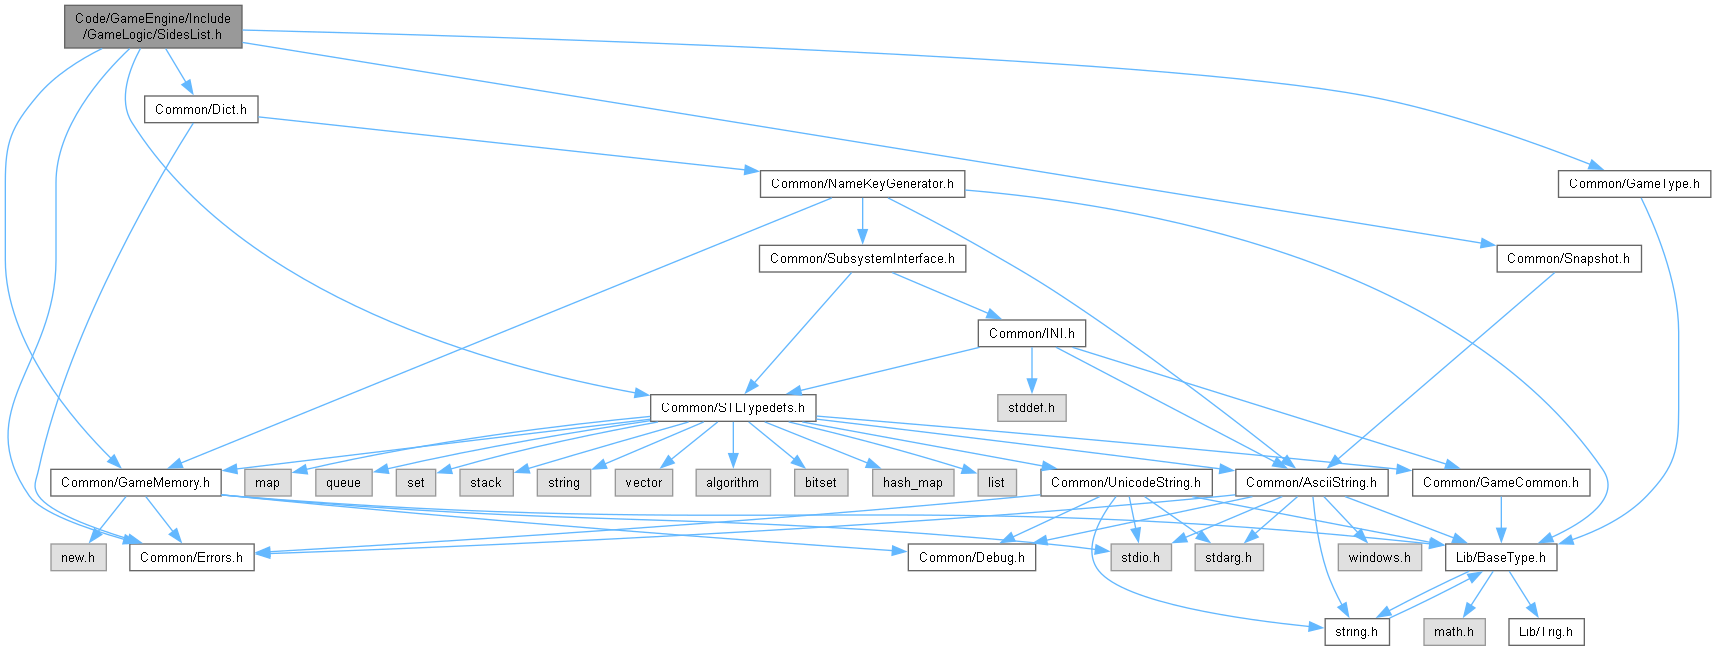 Code/GameEngine/Include
/GameLogic/SidesList.h
Common/Dict.h
Common/NameKeyGenerator.h
Common/GameType.h
Common/SubsystemInterface.h
Common/Snapshot.h
Common/INI.h
Common/STLTypedefs.h
stddef.h
Common/GameMemory.h
map
queue
set
stack
string
vector
algorithm
bitset
hash_map
list
Common/UnicodeString.h
Common/AsciiString.h
Common/GameCommon.h
new.h
Common/Errors.h
Common/Debug.h
stdio.h
stdarg.h
windows.h
Lib/BaseType.h
string.h
math.h
Lib/Trig.h